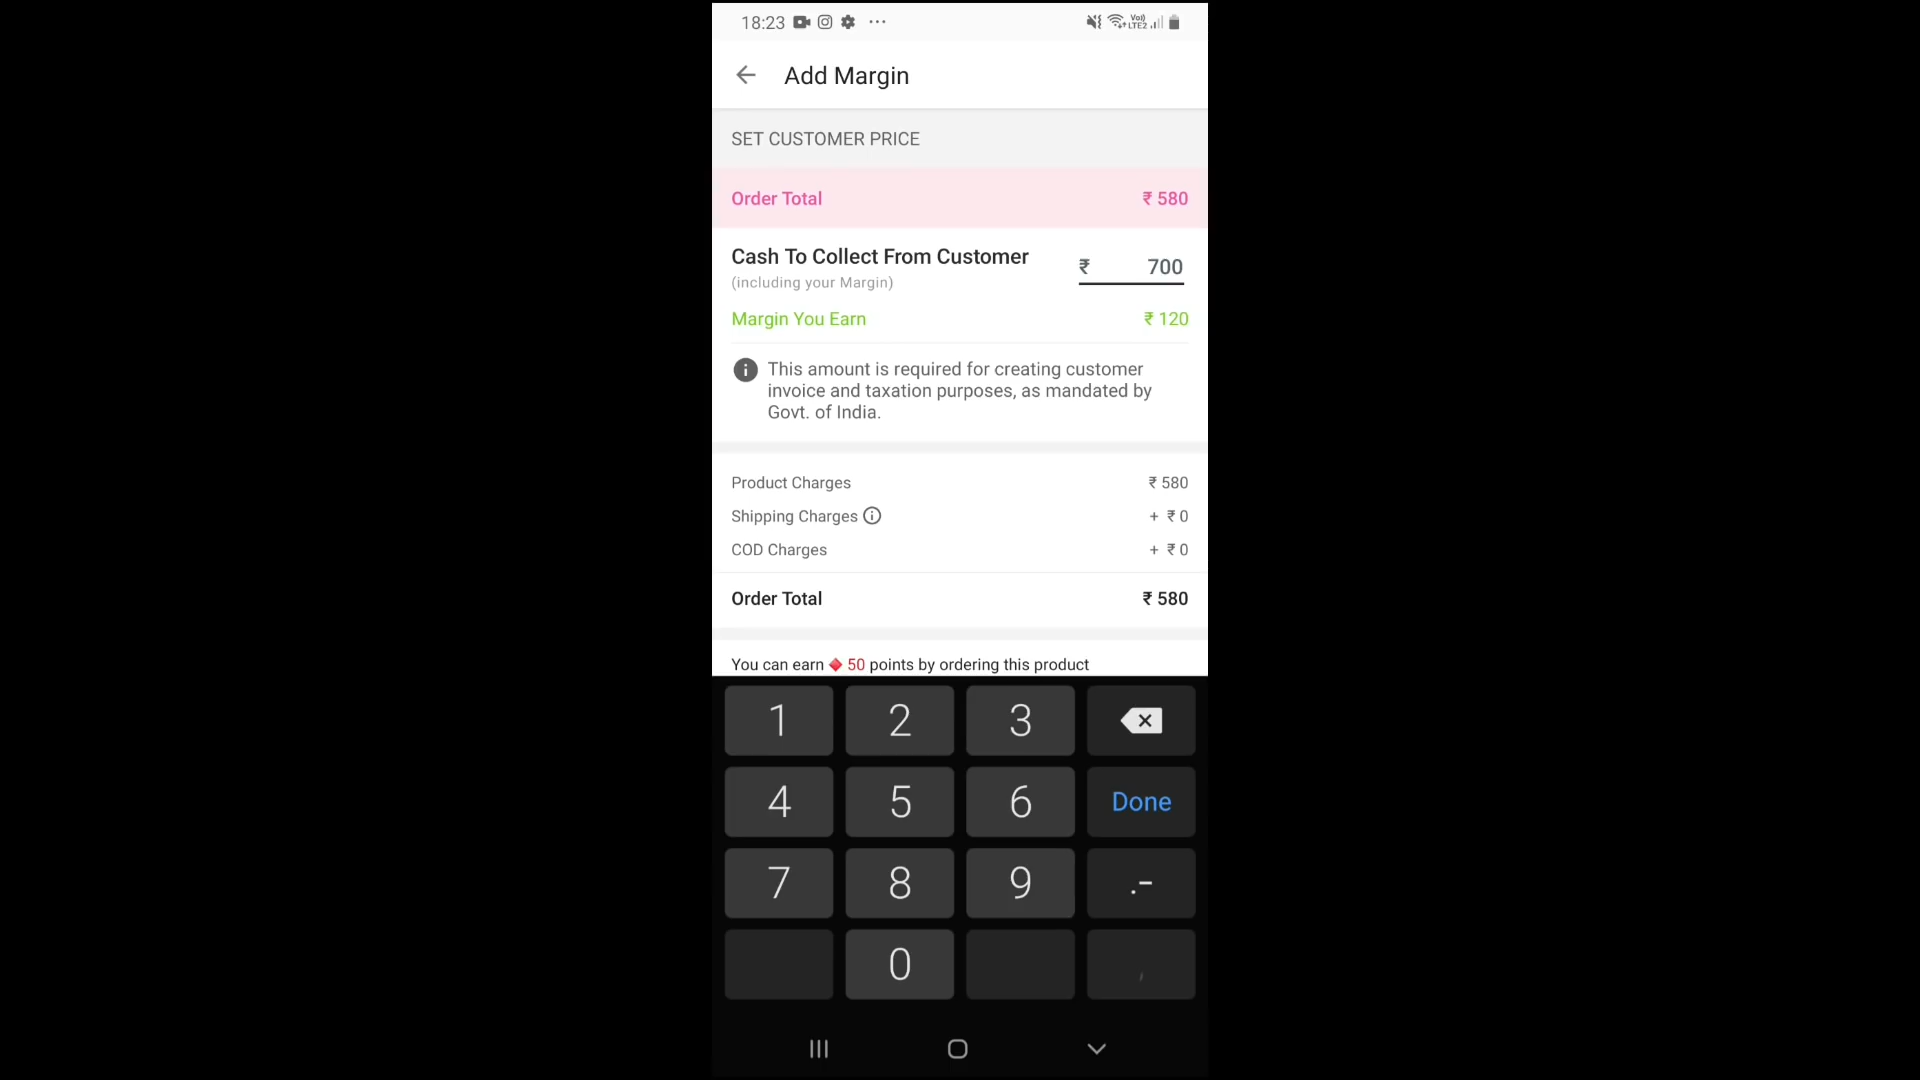 18:23
Vo))
LTE2
Add Margin
SET CUSTOMER PRICE
Order Total ₹ 580
Cash To Collect From Customer
(including your Margin)
₹ 700
Margin You Earn ₹ 120
This amount is required for creating customer
invoice and taxation purposes, as mandated by
Govt. of India.
Product Charges ₹ 580
Shipping Charges + ₹ 0
COD Charges + ₹ 0
Order Total ₹ 580
You can earn 50 points by ordering this product
1 2 3
4 5 6 Done
7 8 9 .-
0 ,